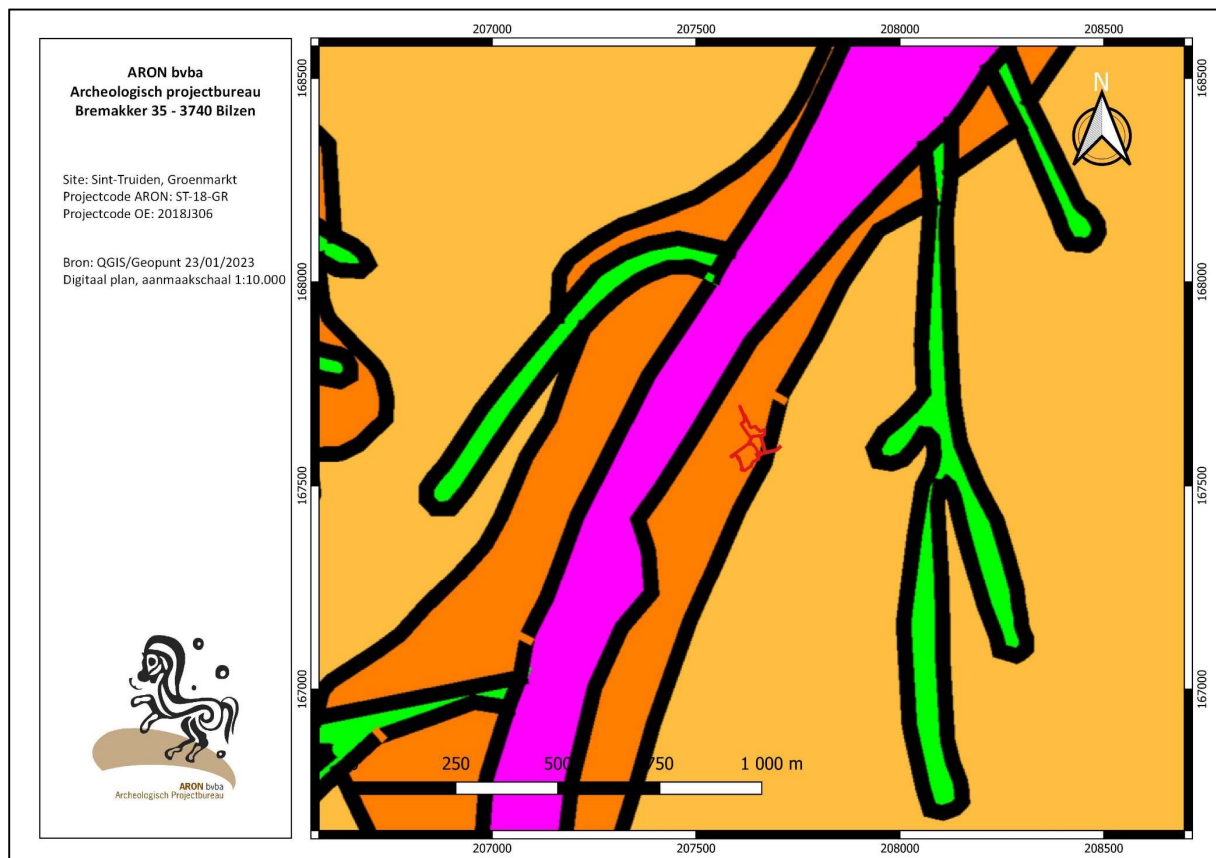 ARON bvba
Archeologisch projectbureau
Bremakker 35 - 3740 Bilzen
Site: Sint-Truiden, Groenmarkt
Projectcode ARON: ST-18-GR
Projectcode OE: 2018J306
Bron: QGIS/Geopunt 23/01/2023
Digitaal plan, aanmaakschaal 1:10.000
ARON bvba
Archeologisch Projectbureau
207000 207500 208000 208500
168500 168500
N
168000 168000
167500 167500
167000 167000
250 500 750 1 000 m
207000 207500 208000 208500